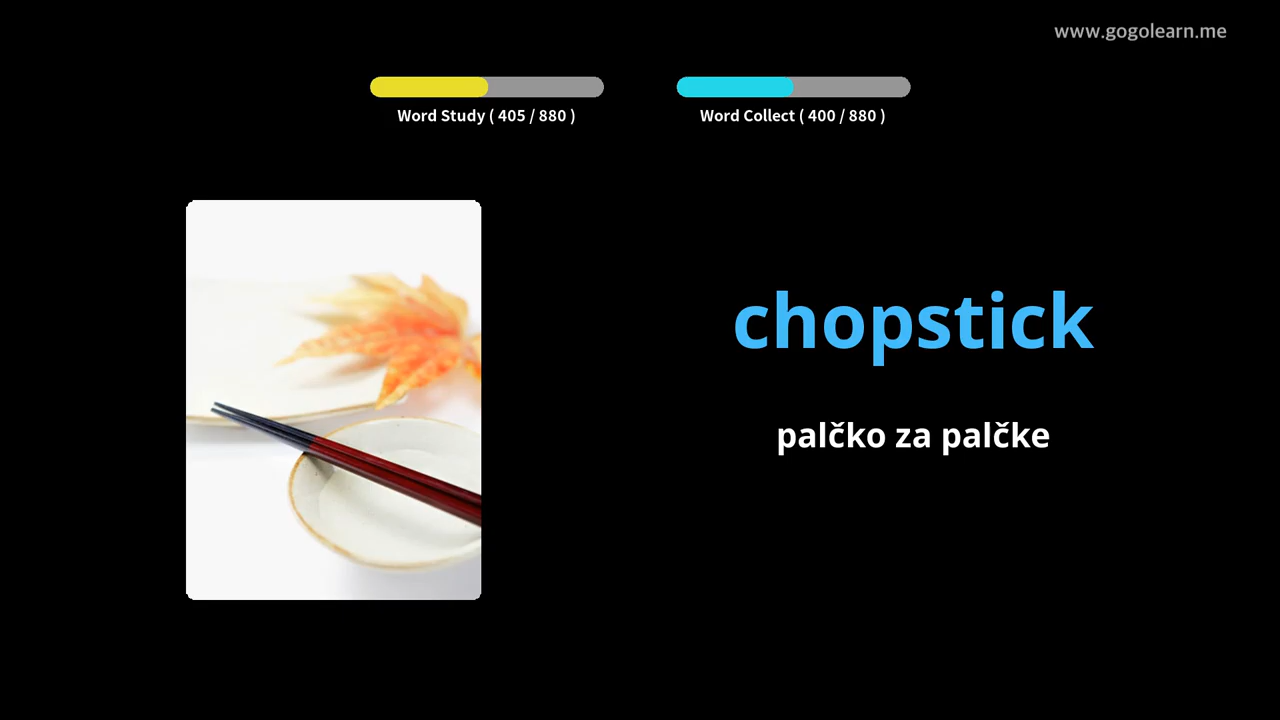 www.gogolearn.me
Word Study ( 405 / 880 )
Word Collect ( 400 / 880 )
chopstick
palčko za palčke